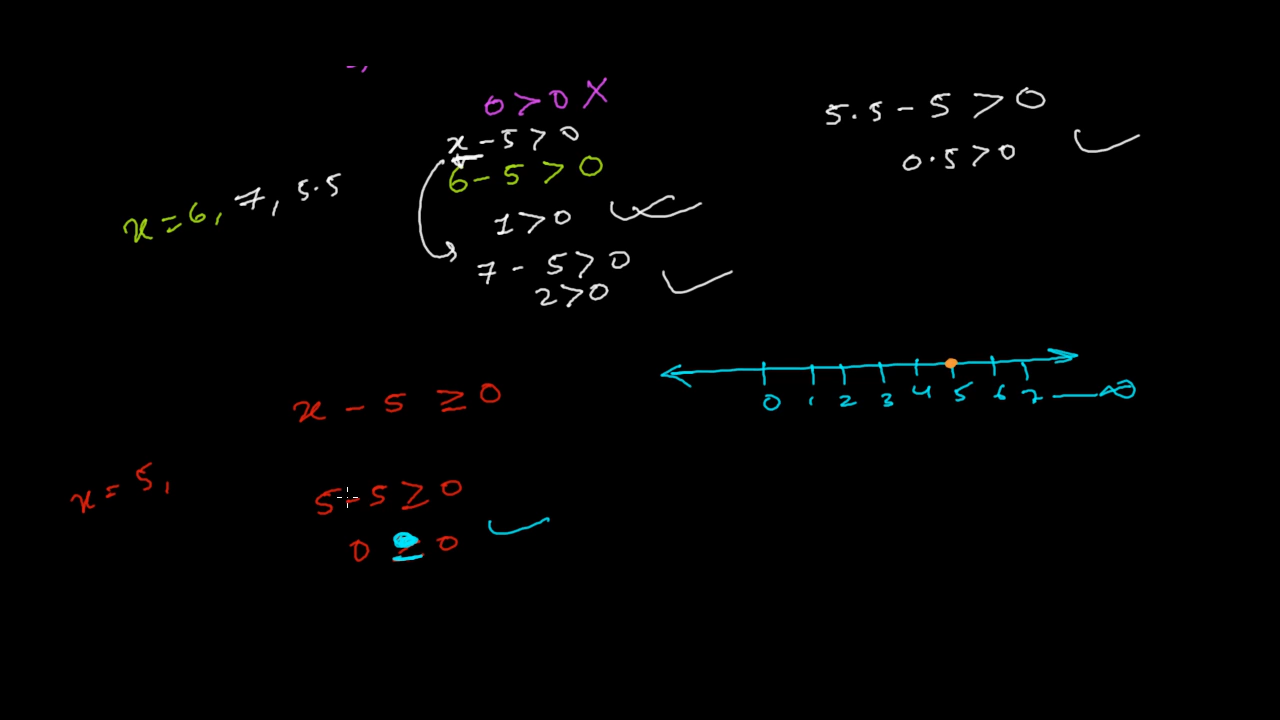 0 > 0 X
x - 5 > 0
6 - 5 > 0
x = 6, 7, 5.5
1 > 0
7 - 5 > 0
2 > 0
5.5 - 5 > 0
0.5 > 0
0 1 2 3 4 5 6 7 — ∞
x - 5 ≥ 0
x = 5,
5 - 5 ≥ 0
0 ≥ 0